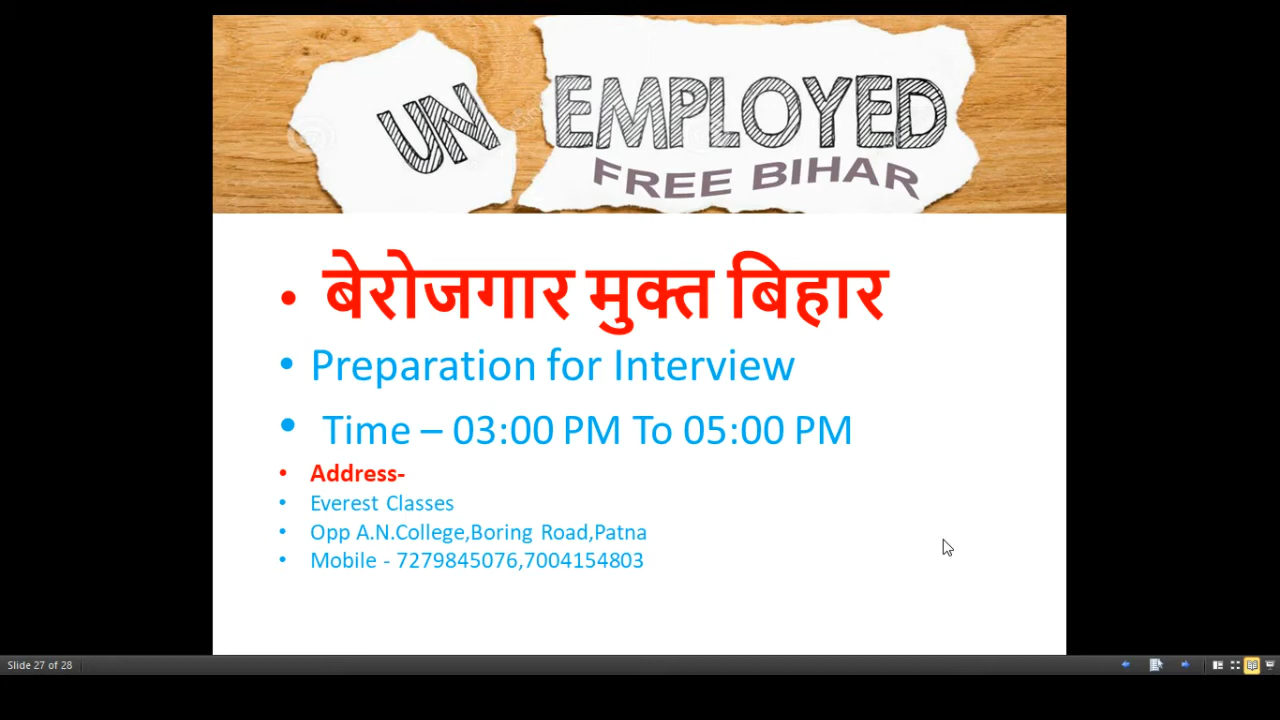 UN EMPLOYED
FREE BIHAR
• बेरोजगार मुक्त बिहार
• Preparation for Interview
• Time – 03:00 PM To 05:00 PM
• Address-
• Everest Classes
• Opp A.N.College,Boring Road,Patna
• Mobile - 7279845076,7004154803
Slide 27 of 28